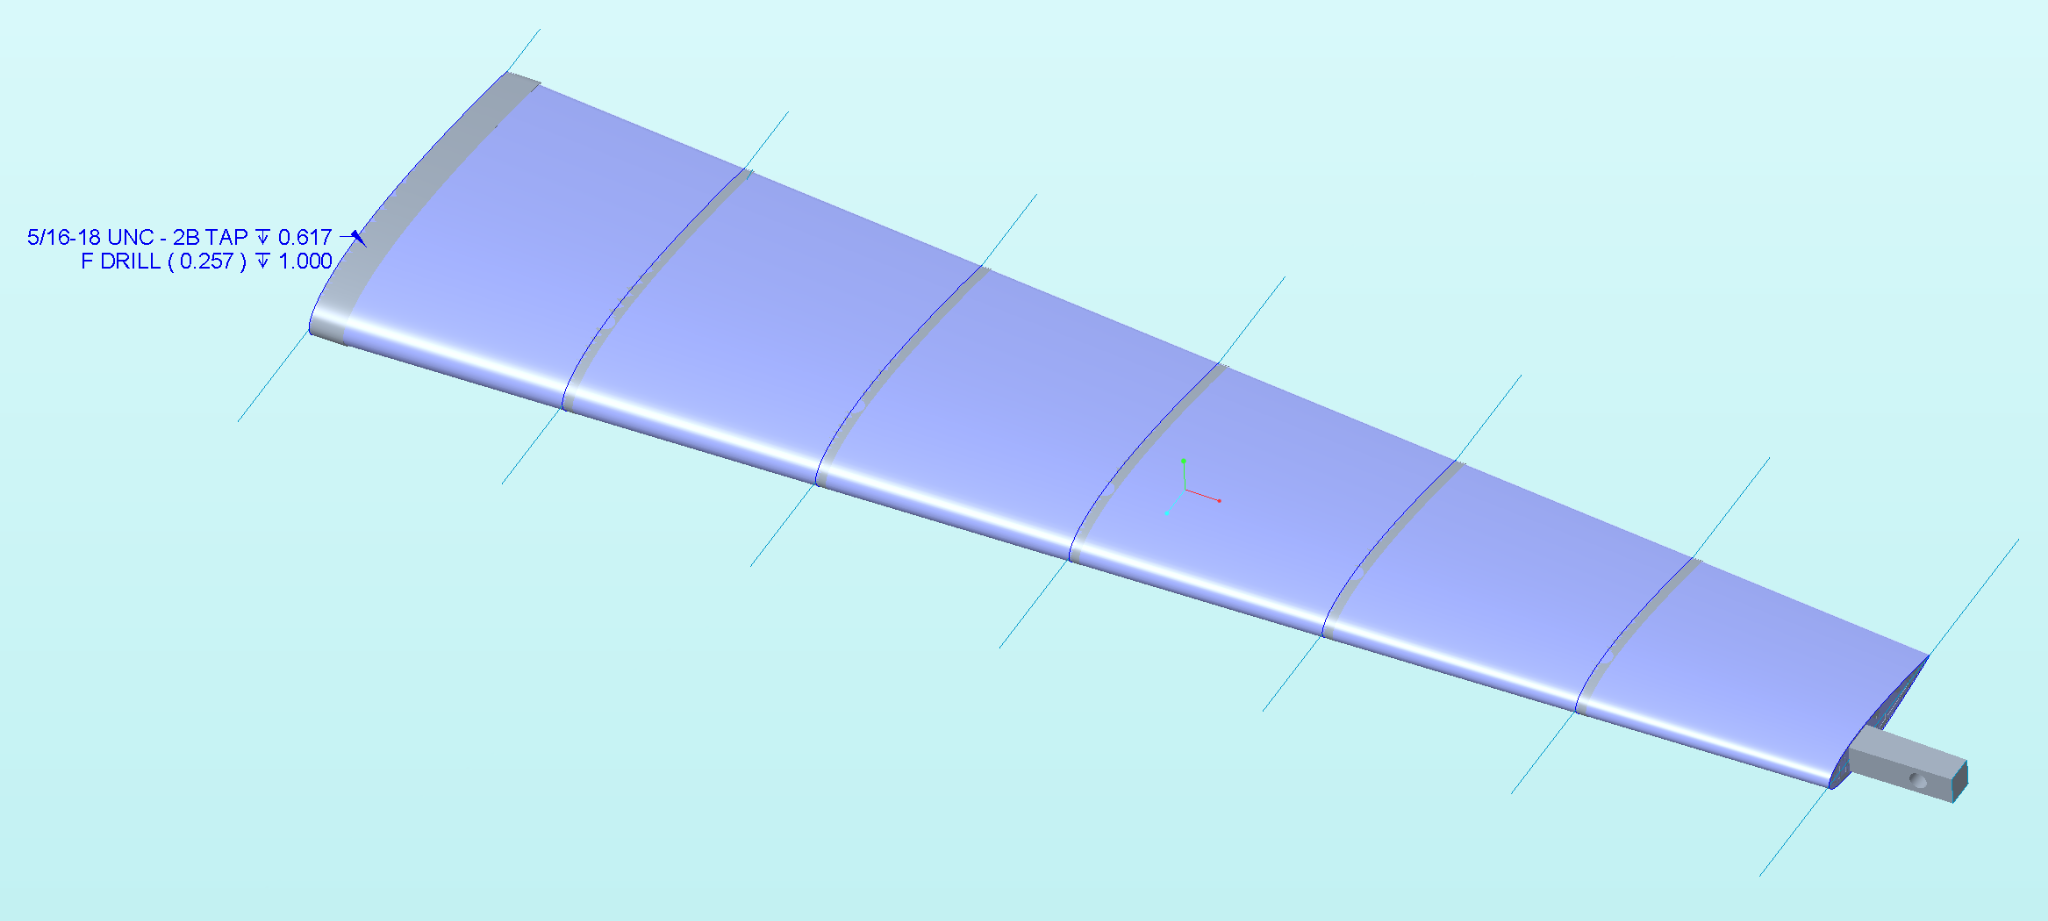 5/16-18 UNC - 2B TAP ↧ 0.617
F DRILL ( 0.257 ) ↧ 1.000